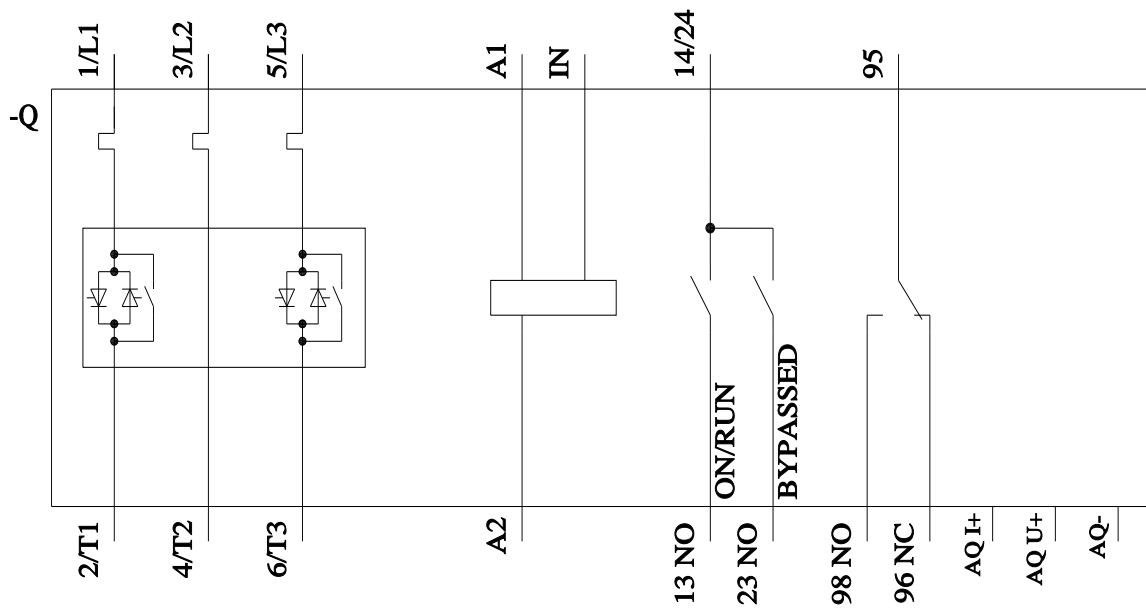 1/L1
3/L2
5/L3
A1
IN
14/24
95
-Q
ON/RUN
BYPASSED
2/T1
4/T2
6/T3
A2
13 NO
23 NO
98 NO
96 NC
AQ I+
AQ U+
AQ-